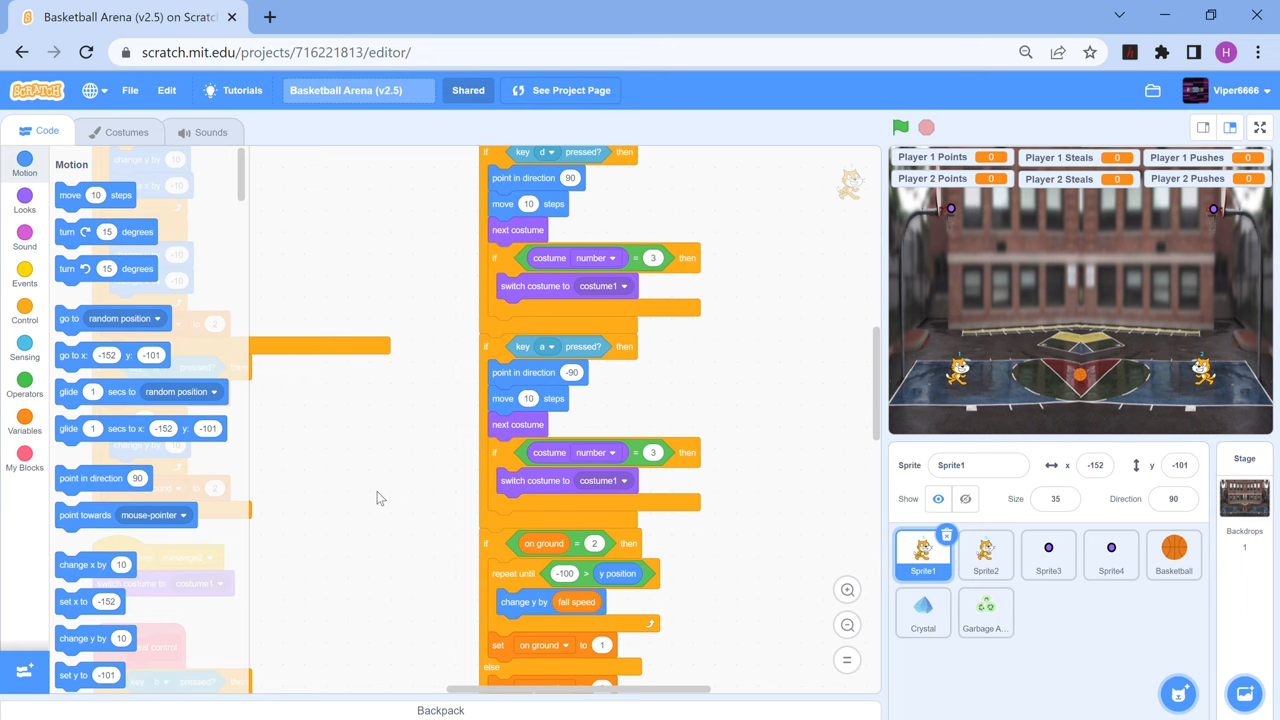 Basketball Arena (v2.5) on Scratch
scratch.mit.edu/projects/716221813/editor/
H
SCRATCH
File
Edit
Tutorials
Basketball Arena (v2.5)
Shared
See Project Page
Viper6666
Code
Costumes
Sounds
Motion
Looks
Sound
Events
Control
Sensing
Operators
Variables
My Blocks
Motion
move 10 steps
turn 15 degrees
turn 15 degrees
go to random position
go to x: -152 y: -101
glide 1 secs to random position
glide 1 secs to x: -152 y: -101
point in direction 90
point towards mouse-pointer
change x by 10
set x to -152
change y by 10
set y to -101
if key d pressed? then
point in direction 90
move 10 steps
next costume
if costume number = 3 then
switch costume to costume1
if key a pressed? then
point in direction -90
move 10 steps
next costume
if costume number = 3 then
switch costume to costume1
if on ground = 2 then
repeat until -100 > y position
change y by fall speed
set on ground to 1
else
Backpack
Player 1 Points 0
Player 1 Steals 0
Player 1 Pushes 0
Player 2 Points 0
Player 2 Steals 0
Player 2 Pushes 0
1
2
Sprite
Sprite1
x
-152
y
-101
Show
Size
35
Direction
90
Sprite1
Sprite2
Sprite3
Sprite4
Basketball
Crystal
Garbage A...
Stage
Backdrops
1